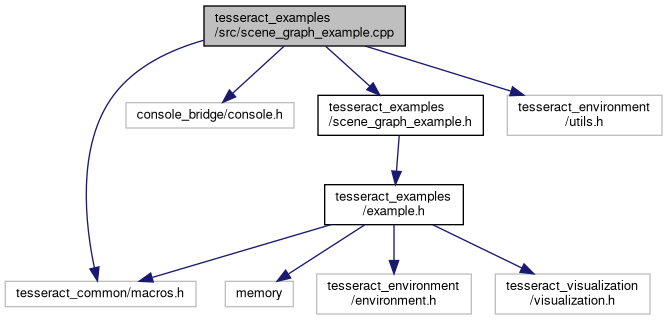 tesseract_examples
/src/scene_graph_example.cpp
console_bridge/console.h
tesseract_examples
/scene_graph_example.h
tesseract_environment
/utils.h
tesseract_examples
/example.h
tesseract_common/macros.h
memory
tesseract_environment
/environment.h
tesseract_visualization
/visualization.h